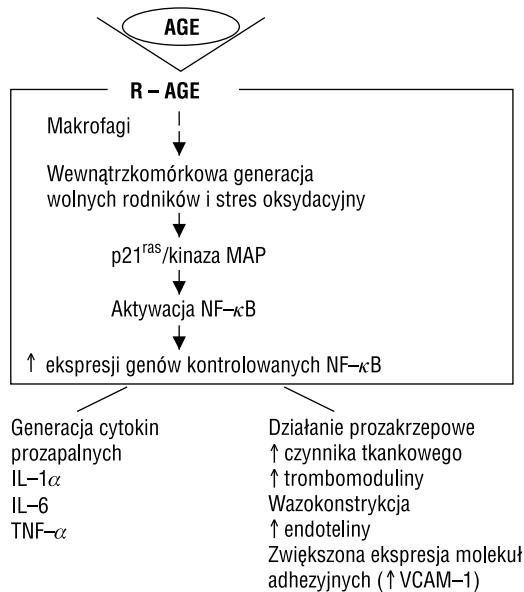 AGE
R – AGE
Makrofagi
Wewnątrzkomórkowa generacja
wolnych rodników i stres oksydacyjny
p21ras/kinaza MAP
Aktywacja NF–κB
↑ ekspresji genów kontrolowanych NF–κB
Generacja cytokin
prozapalnych
IL–1α
IL–6
TNF–α
Działanie prozakrzepowe
↑ czynnika tkankowego
↑ trombomoduliny
Wazokonstrykcja
↑ endoteliny
Zwiększona ekspresja molekuł
adhezyjnych (↑ VCAM–1)